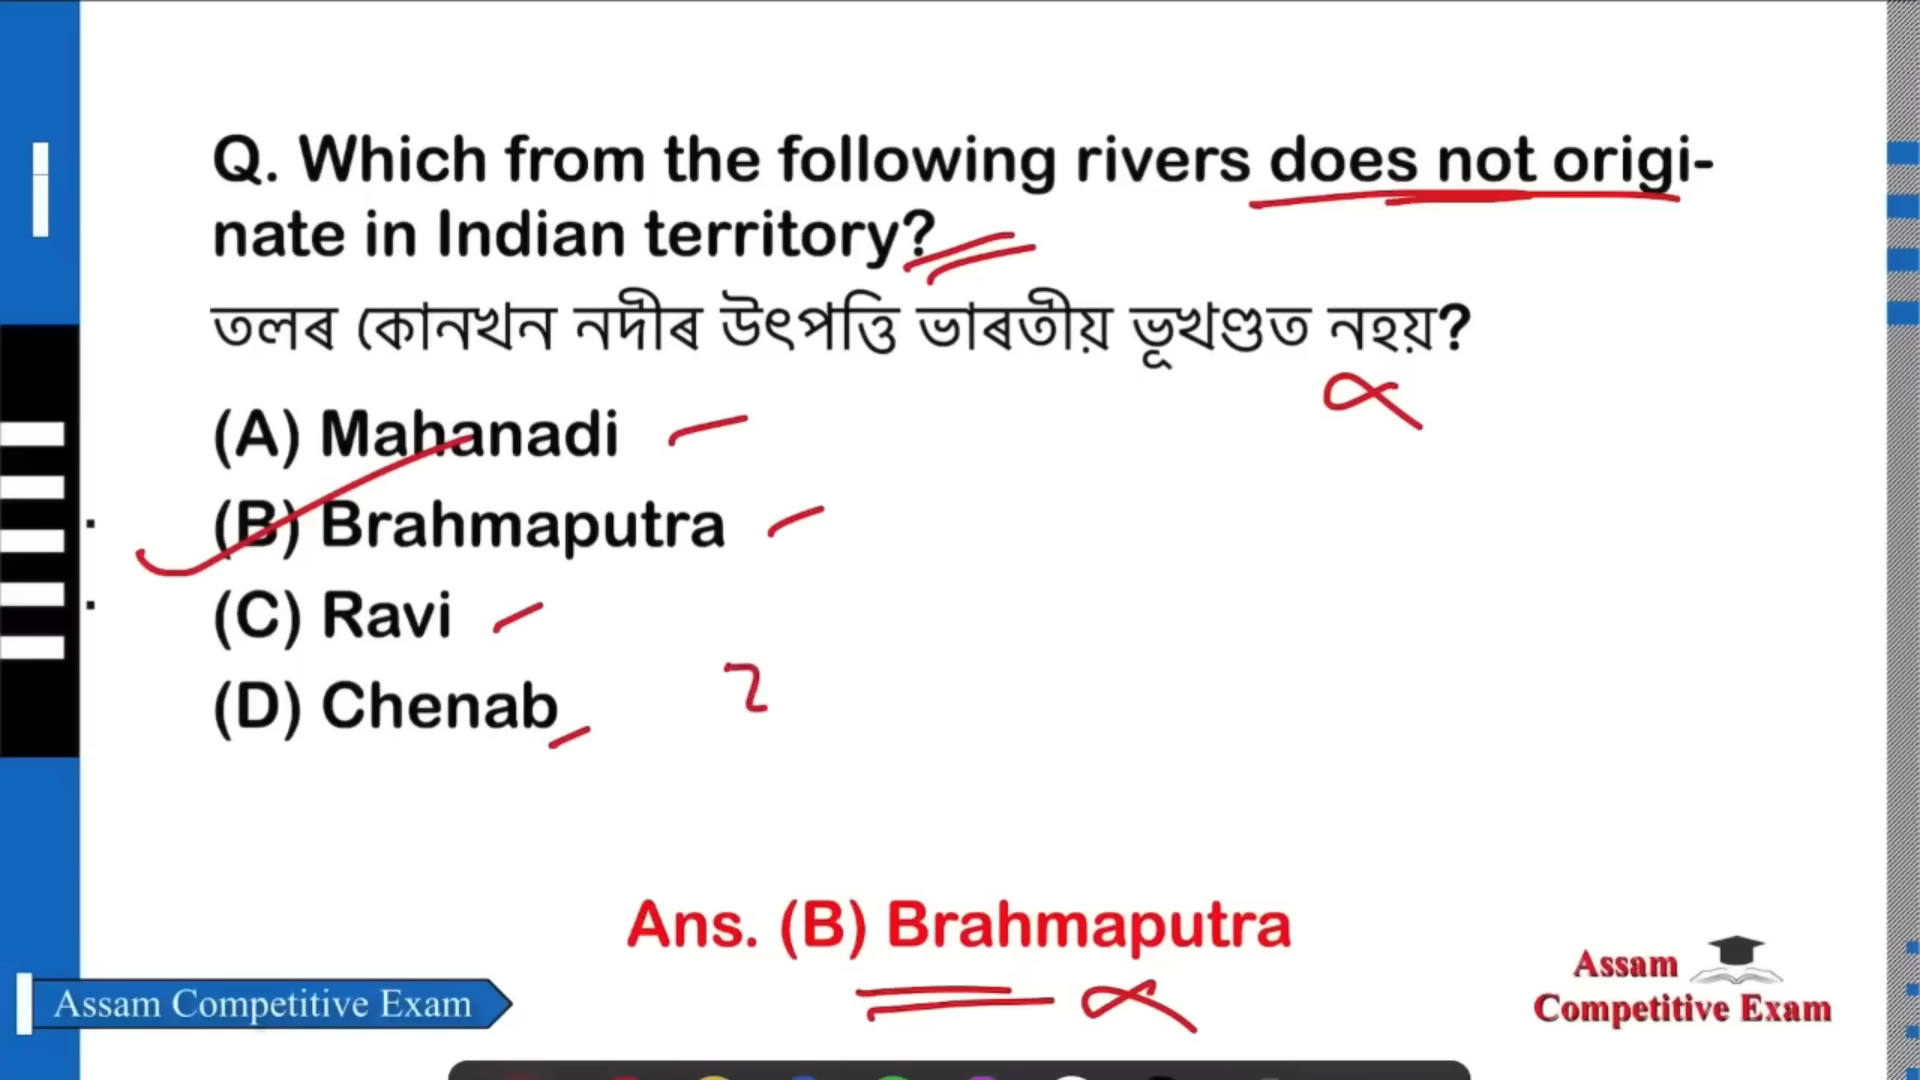 Q. Which from the following rivers does not origi-
nate in Indian territory?
তলৰ কোনখন নদীৰ উৎপত্তি ভাৰতীয় ভূখণ্ডত নহয়?
(A) Mahanadi
(B) Brahmaputra
(C) Ravi
(D) Chenab
Ans. (B) Brahmaputra
Assam Competitive Exam
Assam
Competitive Exam